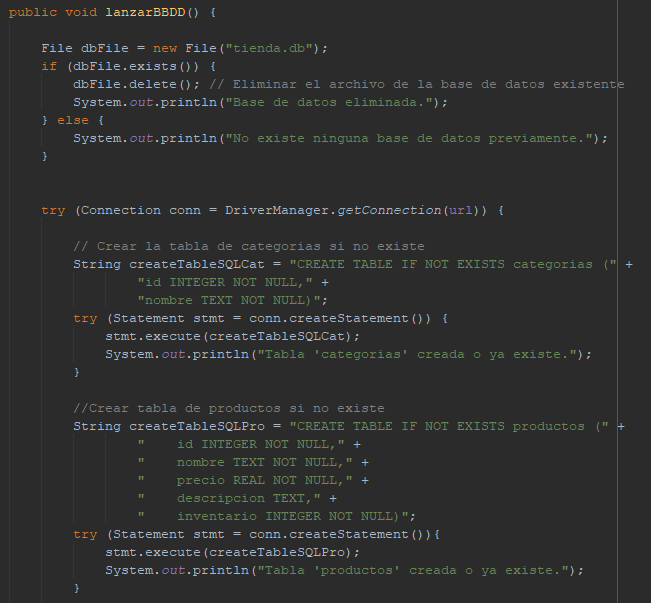 public void lanzarBBDD() {
File dbFile = new File("tienda.db");
if (dbFile.exists()) {
dbFile.delete(); // Eliminar el archivo de la base de datos existente
System.out.println("Base de datos eliminada.");
} else {
System.out.println("No existe ninguna base de datos previamente.");
}
try (Connection conn = DriverManager.getConnection(url)) {
// Crear la tabla de categorias si no existe
String createTableSQLCat = "CREATE TABLE IF NOT EXISTS categorias (" +
"id INTEGER NOT NULL," +
"nombre TEXT NOT NULL)";
try (Statement stmt = conn.createStatement()) {
stmt.execute(createTableSQLCat);
System.out.println("Tabla 'categorias' creada o ya existe.");
}
//Crear tabla de productos si no existe
String createTableSQLPro = "CREATE TABLE IF NOT EXISTS productos (" +
"    id INTEGER NOT NULL," +
"    nombre TEXT NOT NULL," +
"    precio REAL NOT NULL," +
"    descripcion TEXT," +
"    inventario INTEGER NOT NULL)";
try (Statement stmt = conn.createStatement()){
stmt.execute(createTableSQLPro);
System.out.println("Tabla 'productos' creada o ya existe.");
}